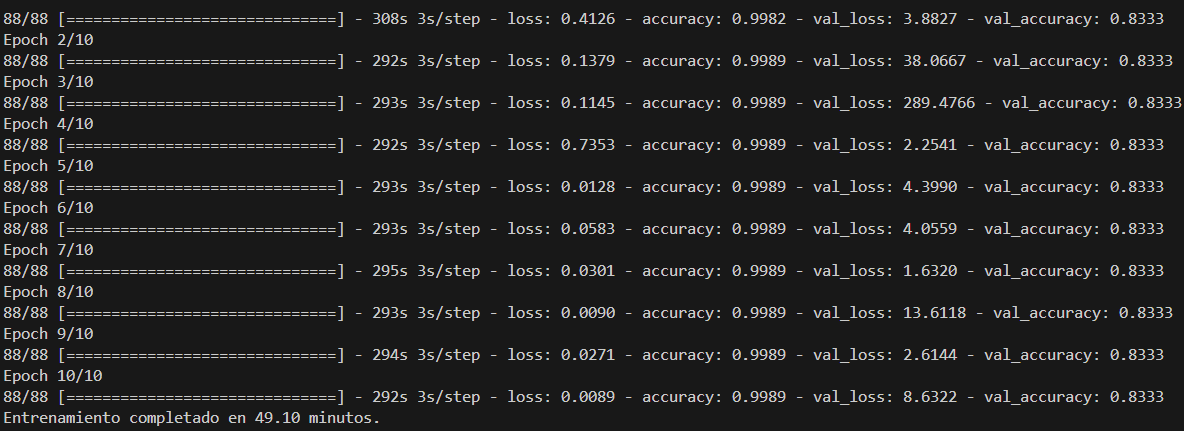 88/88 [==============================] - 308s 3s/step - loss: 0.4126 - accuracy: 0.9982 - val_loss: 3.8827 - val_accuracy: 0.8333
Epoch 2/10
88/88 [==============================] - 292s 3s/step - loss: 0.1379 - accuracy: 0.9989 - val_loss: 38.0667 - val_accuracy: 0.8333
Epoch 3/10
88/88 [==============================] - 293s 3s/step - loss: 0.1145 - accuracy: 0.9989 - val_loss: 289.4766 - val_accuracy: 0.8333
Epoch 4/10
88/88 [==============================] - 292s 3s/step - loss: 0.7353 - accuracy: 0.9989 - val_loss: 2.2541 - val_accuracy: 0.8333
Epoch 5/10
88/88 [==============================] - 293s 3s/step - loss: 0.0128 - accuracy: 0.9989 - val_loss: 4.3990 - val_accuracy: 0.8333
Epoch 6/10
88/88 [==============================] - 293s 3s/step - loss: 0.0583 - accuracy: 0.9989 - val_loss: 4.0559 - val_accuracy: 0.8333
Epoch 7/10
88/88 [==============================] - 295s 3s/step - loss: 0.0301 - accuracy: 0.9989 - val_loss: 1.6320 - val_accuracy: 0.8333
Epoch 8/10
88/88 [==============================] - 293s 3s/step - loss: 0.0090 - accuracy: 0.9989 - val_loss: 13.6118 - val_accuracy: 0.8333
Epoch 9/10
88/88 [==============================] - 294s 3s/step - loss: 0.0271 - accuracy: 0.9989 - val_loss: 2.6144 - val_accuracy: 0.8333
Epoch 10/10
88/88 [==============================] - 292s 3s/step - loss: 0.0089 - accuracy: 0.9989 - val_loss: 8.6322 - val_accuracy: 0.8333
Entrenamiento completado en 49.10 minutos.